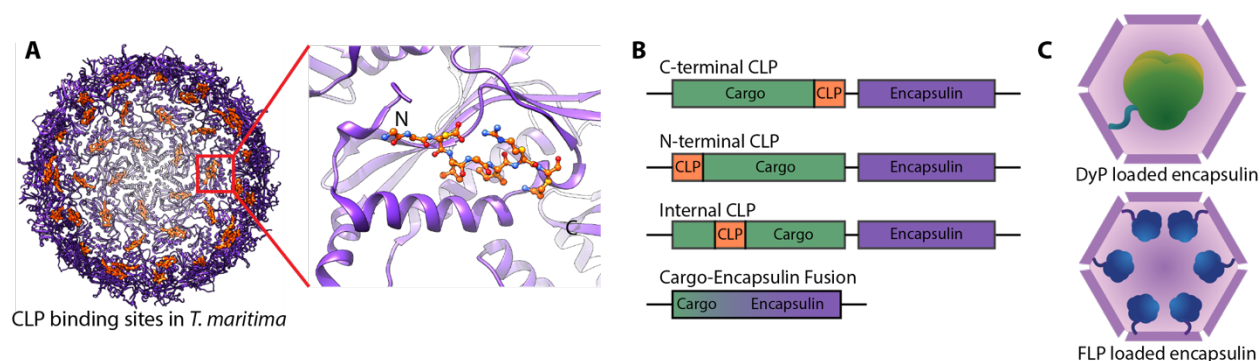 A
N
C
CLP binding sites in T. maritima
B
C-terminal CLP
Cargo CLP Encapsulin
N-terminal CLP
CLP Cargo Encapsulin
Internal CLP
CLP Cargo Encapsulin
Cargo-Encapsulin Fusion
Cargo Encapsulin
C
DyP loaded encapsulin
FLP loaded encapsulin